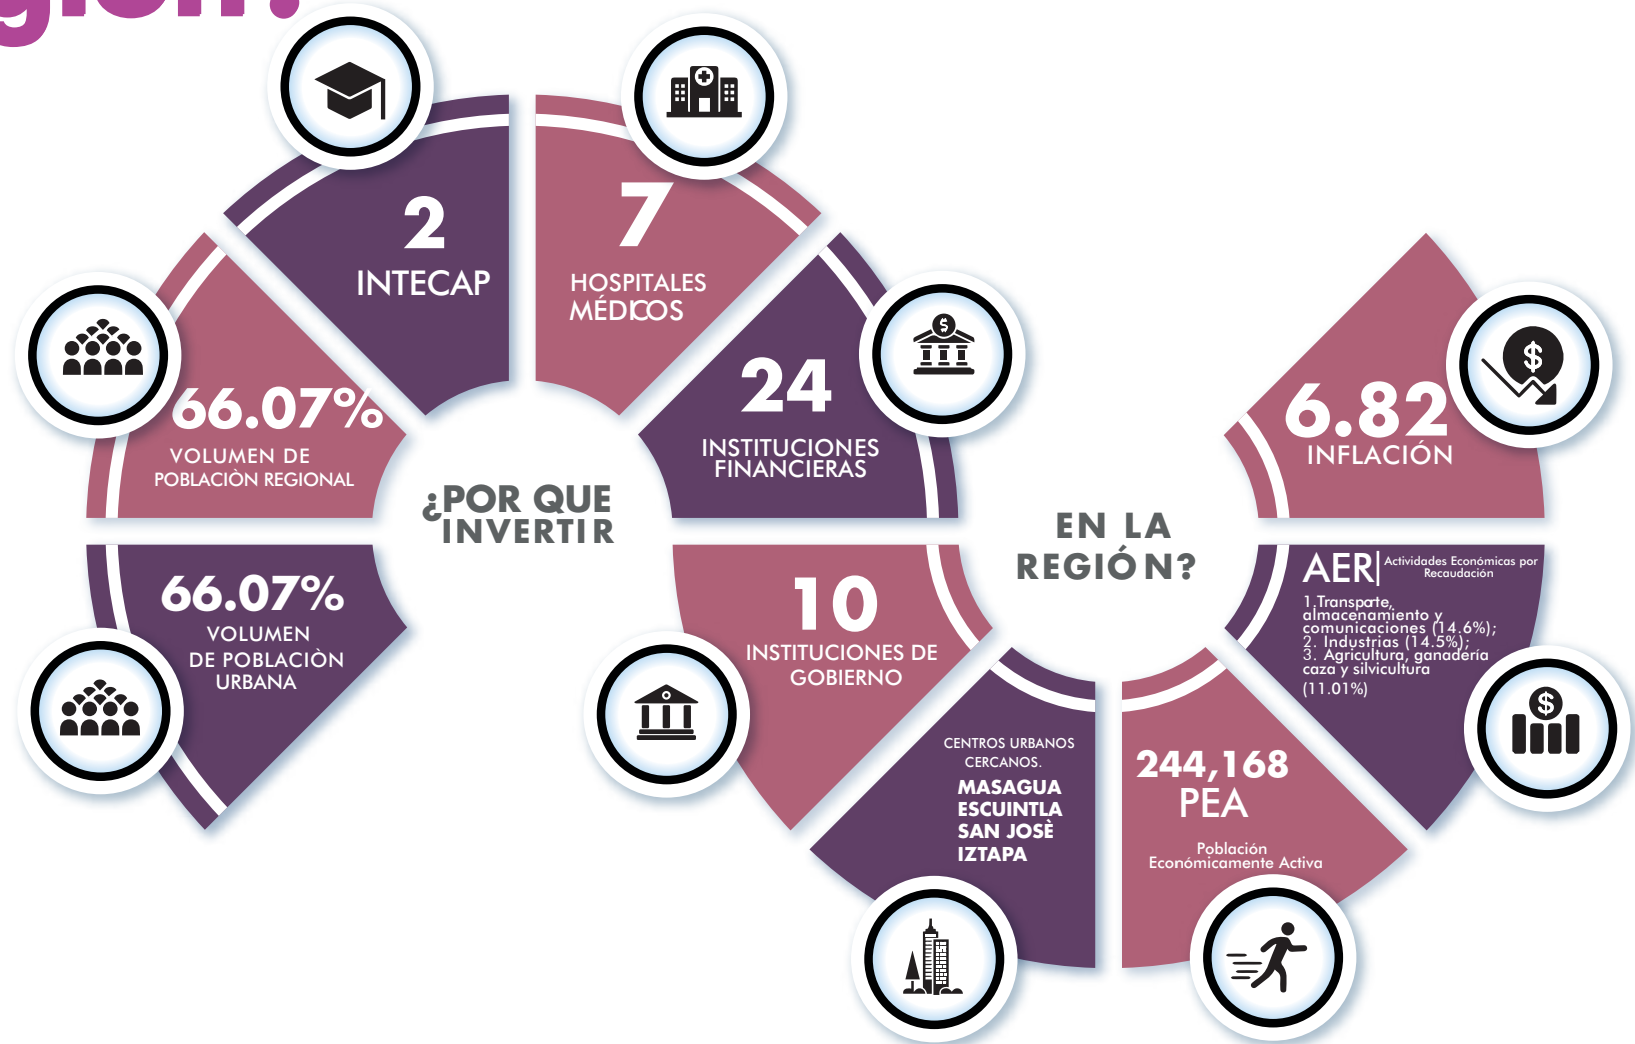 gión?
2
INTECAP
7
HOSPITALES
MÉDICOS
66.07%
VOLUMEN DE
POBLACIÒN REGIONAL
24
INSTITUCIONES
FINANCIERAS
¿POR QUE
INVERTIR
66.07%
VOLUMEN
DE POBLACIÒN
URBANA
EN LA
REGIÓN?
6.82
INFLACIÓN
10
INSTITUCIONES DE
GOBIERNO
CENTROS URBANOS
CERCANOS.
MASAGUA
ESCUINTLA
SAN JOSÈ
IZTAPA
244,168
PEA
Población
Económicamente Activa
AER| Actividades Económicas por
Recaudación
1.Transporte,
almacenamiento y
comunicaciones (14.6%);
2. Industrias (14.5%);
3. Agricultura, ganadería
caza y silvicultura
(11.01%)